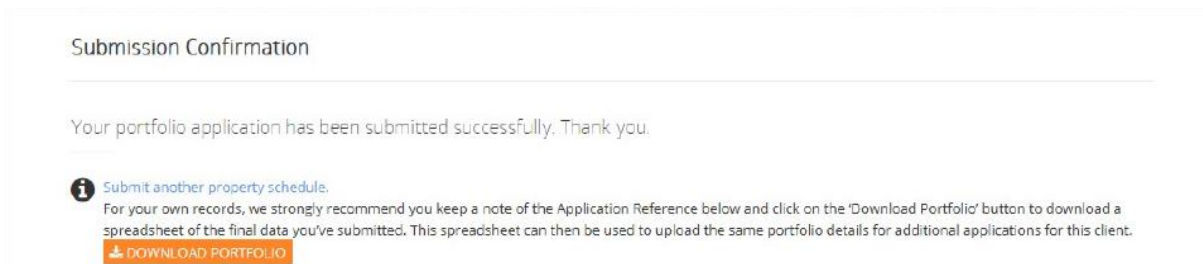 Submission Confirmation
Your portfolio application has been submitted successfully. Thank you.
Submit another property schedule.
For your own records, we strongly recommend you keep a note of the Application Reference below and click on the 'Download Portfolio' button to download a
spreadsheet of the final data you've submitted. This spreadsheet can then be used to upload the same portfolio details for additional applications for this client.
DOWNLOAD PORTFOLIO